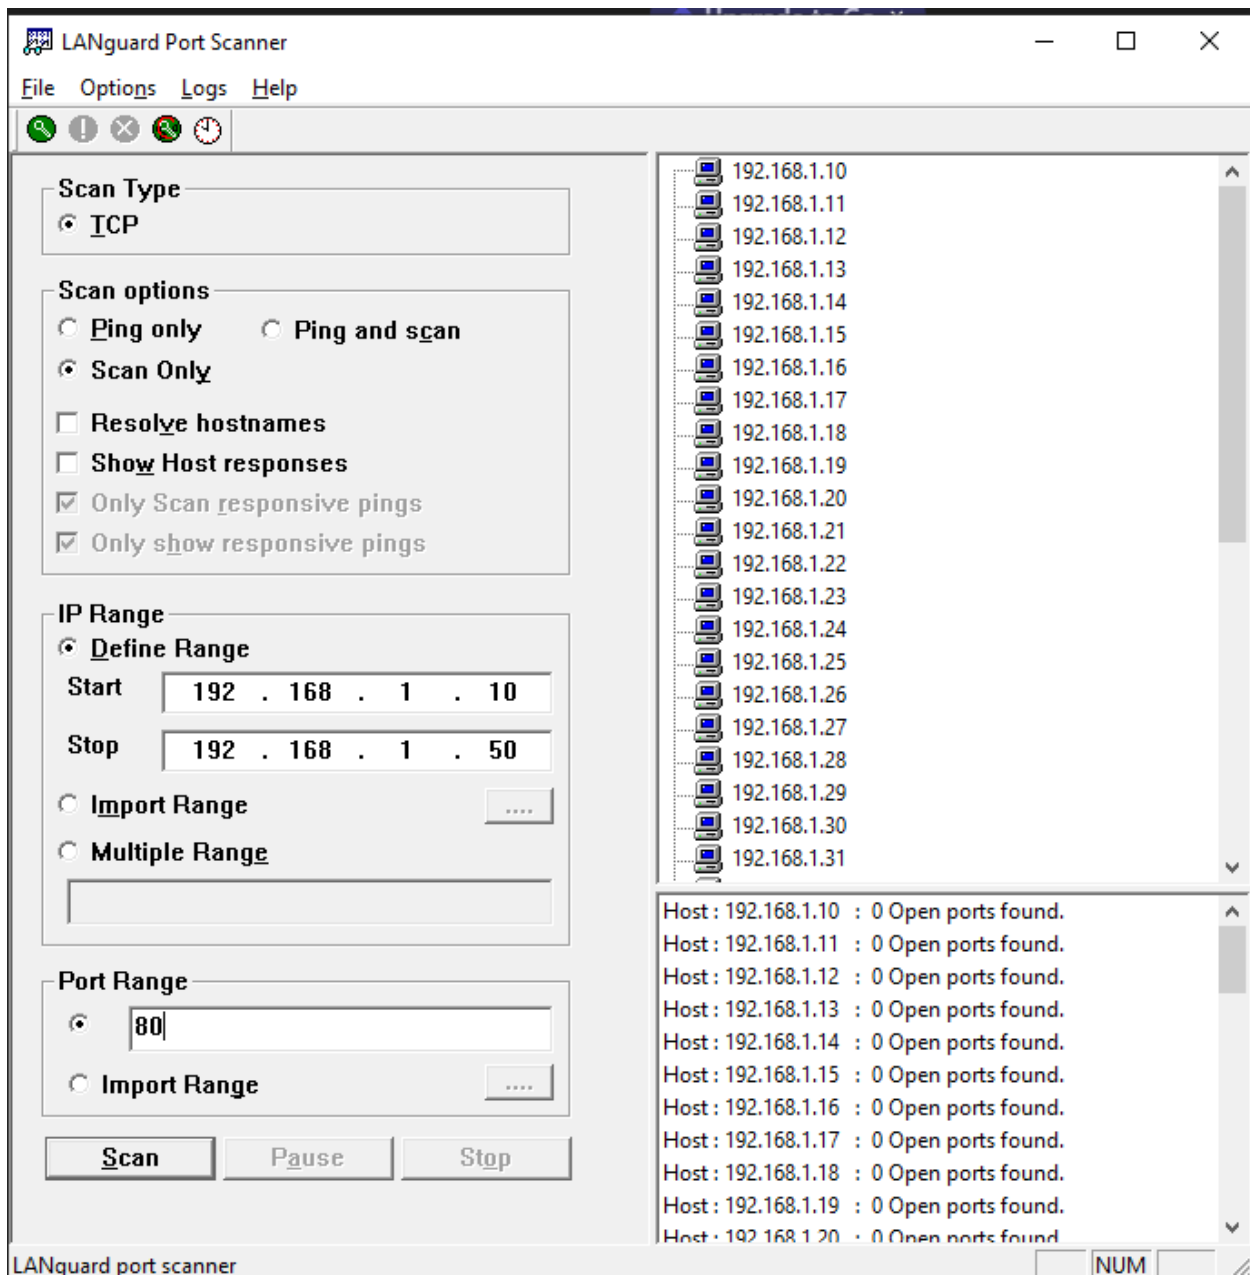 LANguard Port Scanner
File Options Logs Help
Scan Type
TCP
Scan options
Ping only Ping and scan
Scan Only
Resolve hostnames
Show Host responses
Only Scan responsive pings
Only show responsive pings
IP Range
Define Range
Start 192 . 168 . 1 . 10
Stop 192 . 168 . 1 . 50
Import Range ....
Multiple Range
Port Range
80
Import Range ....
Scan Pause Stop
192.168.1.10
192.168.1.11
192.168.1.12
192.168.1.13
192.168.1.14
192.168.1.15
192.168.1.16
192.168.1.17
192.168.1.18
192.168.1.19
192.168.1.20
192.168.1.21
192.168.1.22
192.168.1.23
192.168.1.24
192.168.1.25
192.168.1.26
192.168.1.27
192.168.1.28
192.168.1.29
192.168.1.30
192.168.1.31
Host : 192.168.1.10 : 0 Open ports found.
Host : 192.168.1.11 : 0 Open ports found.
Host : 192.168.1.12 : 0 Open ports found.
Host : 192.168.1.13 : 0 Open ports found.
Host : 192.168.1.14 : 0 Open ports found.
Host : 192.168.1.15 : 0 Open ports found.
Host : 192.168.1.16 : 0 Open ports found.
Host : 192.168.1.17 : 0 Open ports found.
Host : 192.168.1.18 : 0 Open ports found.
Host : 192.168.1.19 : 0 Open ports found.
Host : 192.168.1.20 : 0 Open ports found.
LANguard port scanner NUM